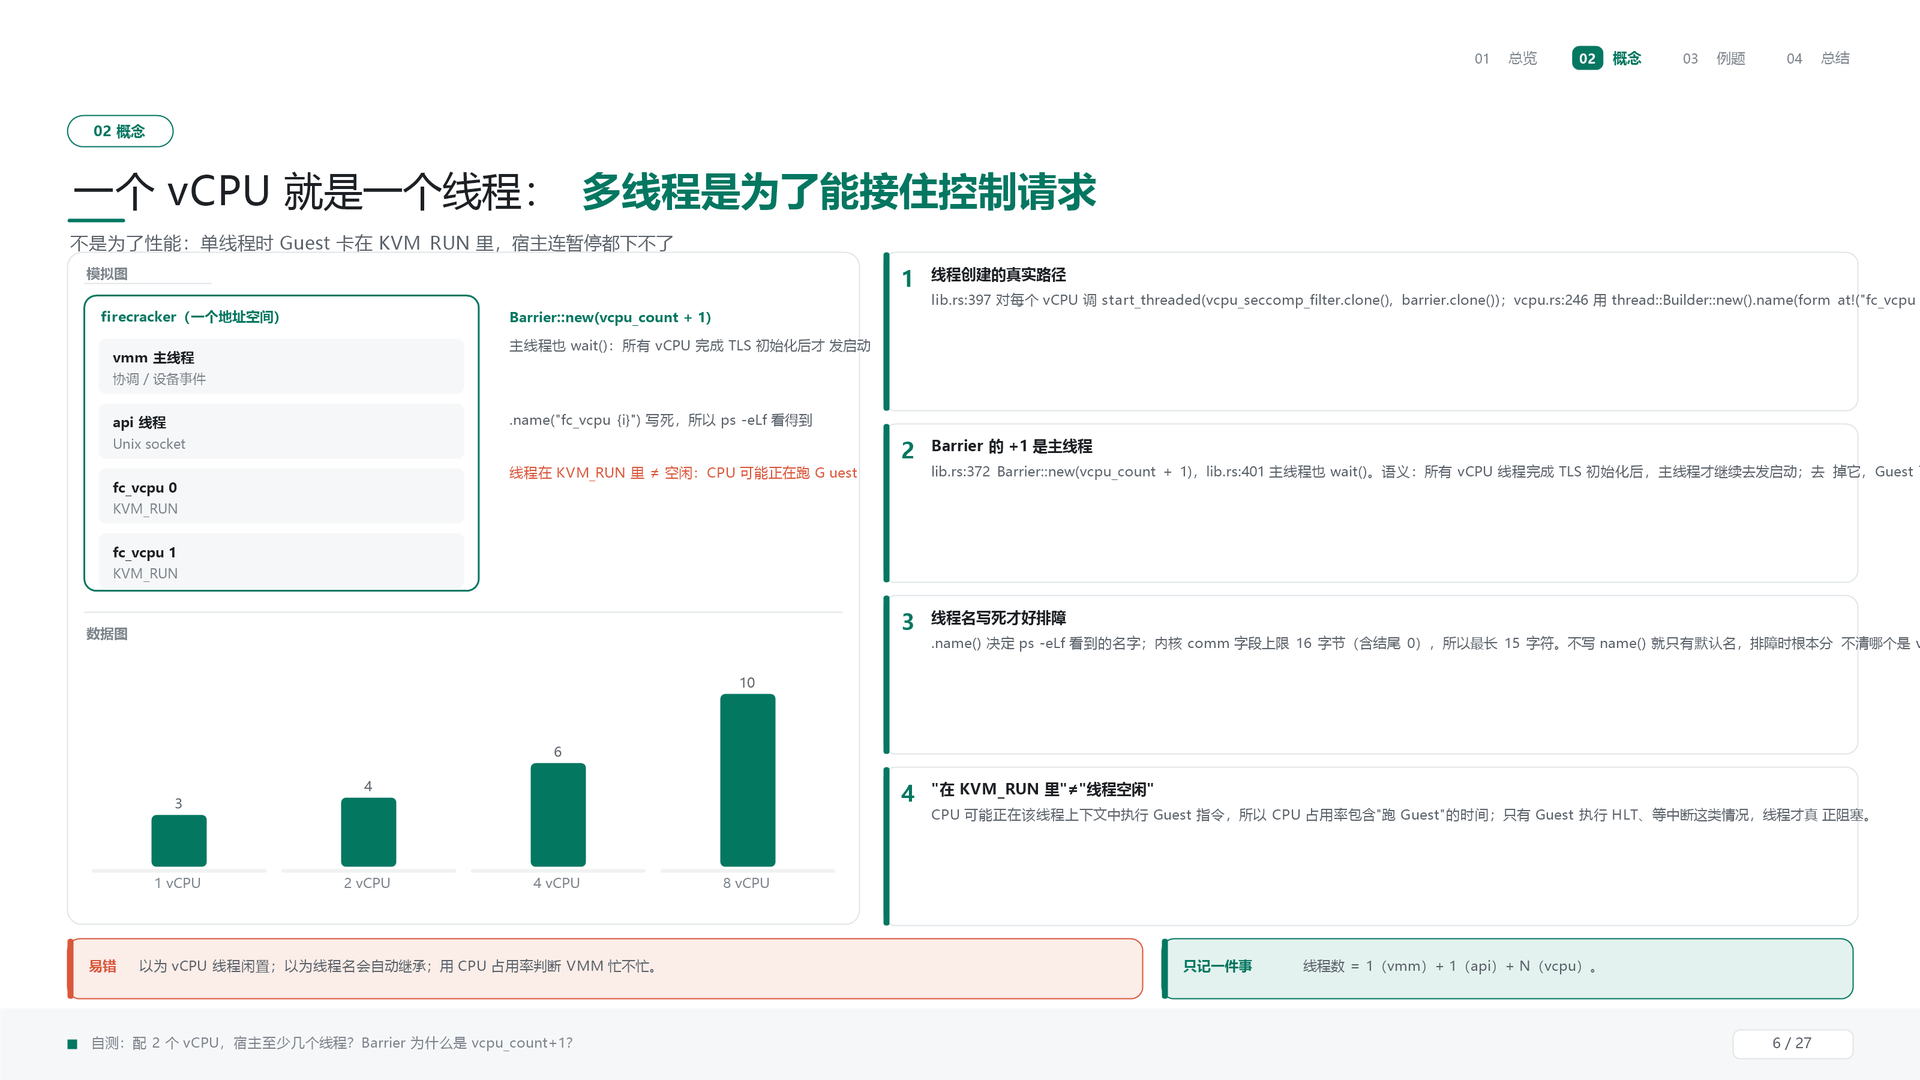 01 总览 02 概念 03 例题 04 总结
02 概念
一个 vCPU 就是一个线程： 多线程是为了能接住控制请求
不是为了性能：单线程时 Guest 卡在 KVM_RUN 里，宿主连暂停都下不了
模拟图
firecracker（一个地址空间）
vmm 主线程
协调 / 设备事件
api 线程
Unix socket
fc_vcpu 0
KVM_RUN
fc_vcpu 1
KVM_RUN
Barrier::new(vcpu_count + 1)
主线程也 wait()：所有 vCPU 完成 TLS 初始化后才 发启动
.name("fc_vcpu {i}") 写死，所以 ps -eLf 看得到
线程在 KVM_RUN 里 ≠ 空闲：CPU 可能正在跑 G uest
数据图
3
4
6
10
1 vCPU
2 vCPU
4 vCPU
8 vCPU
1 线程创建的真实路径
lib.rs:397 对每个 vCPU 调 start_threaded(vcpu_seccomp_filter.clone(), barrier.clone())；vcpu.rs:246 用 thread::Builder::new().name(form at!("fc_vcpu
2 Barrier 的 +1 是主线程
lib.rs:372 Barrier::new(vcpu_count + 1)，lib.rs:401 主线程也 wait()。语义：所有 vCPU 线程完成 TLS 初始化后，主线程才继续去发启动；去 掉它，Guest
3 线程名写死才好排障
.name() 决定 ps -eLf 看到的名字；内核 comm 字段上限 16 字节（含结尾 0），所以最长 15 字符。不写 name() 就只有默认名，排障时根本分 不清哪个是
4 "在 KVM_RUN 里"≠"线程空闲"
CPU 可能正在该线程上下文中执行 Guest 指令，所以 CPU 占用率包含"跑 Guest"的时间；只有 Guest 执行 HLT、等中断这类情况，线程才真 正阻塞。
易错 以为 vCPU 线程闲置；以为线程名会自动继承；用 CPU 占用率判断 VMM 忙不忙。
只记一件事 线程数 = 1（vmm）+ 1（api）+ N（vcpu）。
自测：配 2 个 vCPU，宿主至少几个线程？Barrier 为什么是 vcpu_count+1？
6 / 27